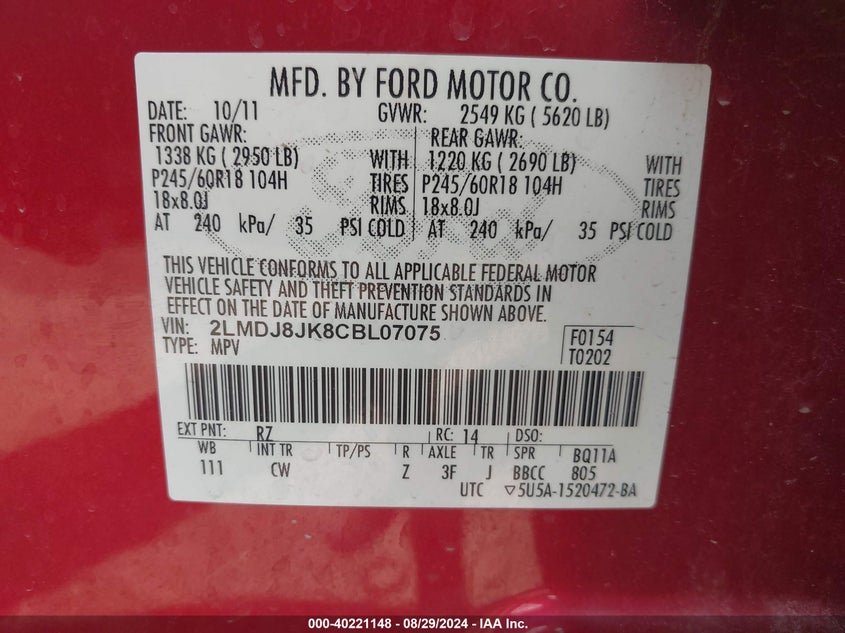 MFD. BY FORD MOTOR CO.
DATE: 10/11 GVWR: 2549 KG ( 5620 LB)
FRONT GAWR: REAR GAWR:
1338 KG ( 2950 LB) WITH 1220 KG ( 2690 LB) WITH
P245/60R18 104H TIRES P245/60R18 104H TIRES
18x8.0J RIMS 18x8.0J RIMS
AT 240 kPa/ 35 PSI COLD AT 240 kPa/ 35 PSI COLD
THIS VEHICLE CONFORMS TO ALL APPLICABLE FEDERAL MOTOR
VEHICLE SAFETY AND THEFT PREVENTION STANDARDS IN
EFFECT ON THE DATE OF MANUFACTURE SHOWN ABOVE.
VIN: 2LMDJ8JK8CBL07075 F0154
TYPE: MPV T0202
EXT PNT: RZ RC: 14 DSO:
WB INT TR TP/PS R AXLE TR SPR BQ11A
111 CW Z 3F J BBCC 805
UTC ▽5U5A-1520472-BA
000-40221148 - 08/29/2024 - IAA Inc.